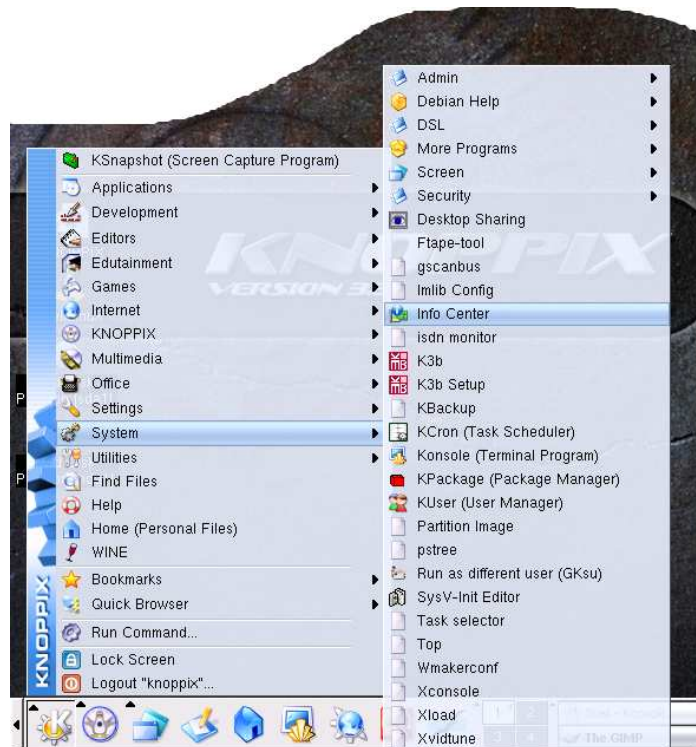 KSnapshot (Screen Capture Program)
Applications
Development
Editors
Edutainment
Games
Internet
KNOPPIX
Multimedia
Office
Settings
System
Utilities
Find Files
Help
Home (Personal Files)
WINE
Bookmarks
Quick Browser
Run Command...
Lock Screen
Logout "knoppix"...
KNOPPIX
Admin
Debian Help
DSL
More Programs
Screen
Security
Desktop Sharing
Ftape-tool
gscanbus
Imlib Config
Info Center
isdn monitor
K3b
K3b Setup
KBackup
KCron (Task Scheduler)
Konsole (Terminal Program)
KPackage (Package Manager)
KUser (User Manager)
Partition Image
pstree
Run as different user (GKsu)
SysV-Init Editor
Task selector
Top
Wmakerconf
Xconsole
Xload
Xvidtune
KNOPPIX
VERSION 3
P
P
1 2
3 4
The GIMP